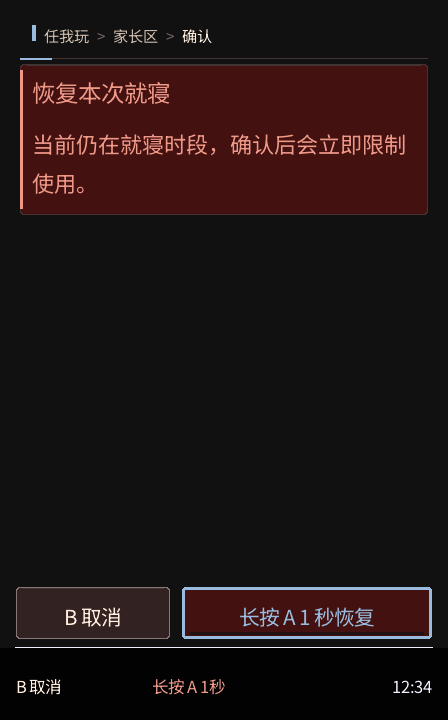 任我玩 > 家长区 > 确认
恢复本次就寝
当前仍在就寝时段，确认后会立即限制
使用。
B 取消
长按 A 1 秒恢复
B 取消
长按 A 1秒
12:34